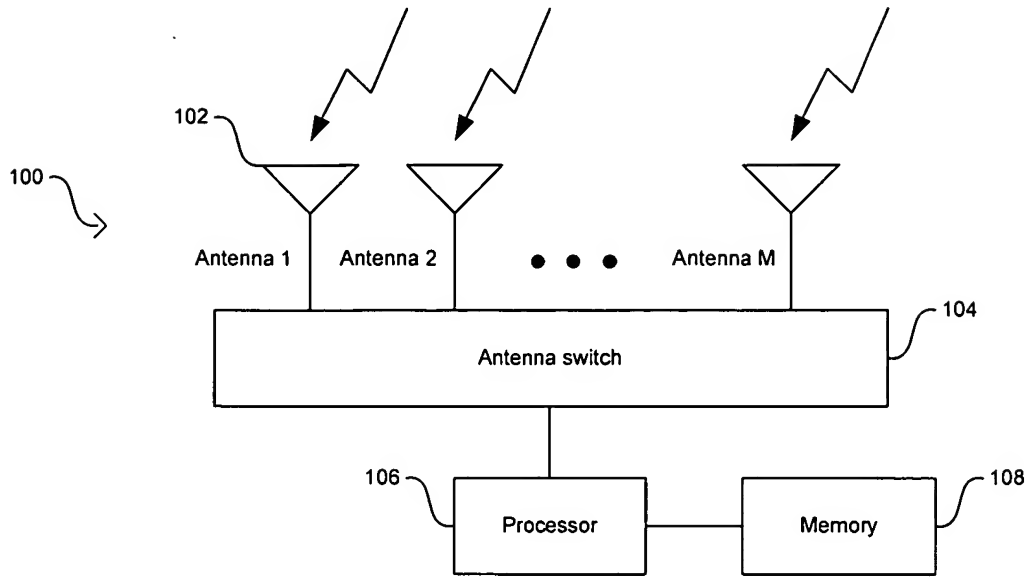 102
100
Antenna 1
Antenna 2
Antenna M
104
Antenna switch
106
108
Processor
Memory